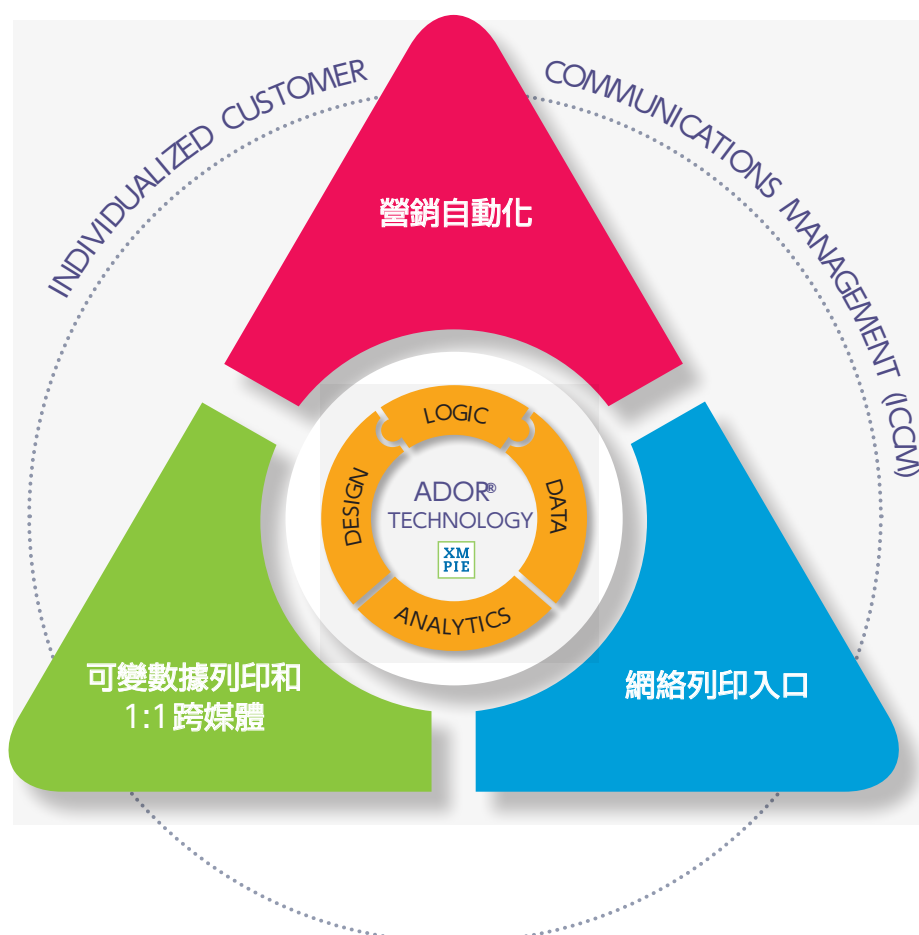 INDIVIDUALIZED CUSTOMER
COMMUNICATIONS MANAGEMENT (ICCM)
營銷自動化
LOGIC
DESIGN
DATA
ADOR®
TECHNOLOGY
XM
PIE
ANALYTICS
可變數據列印和
1:1跨媒體
網絡列印入口